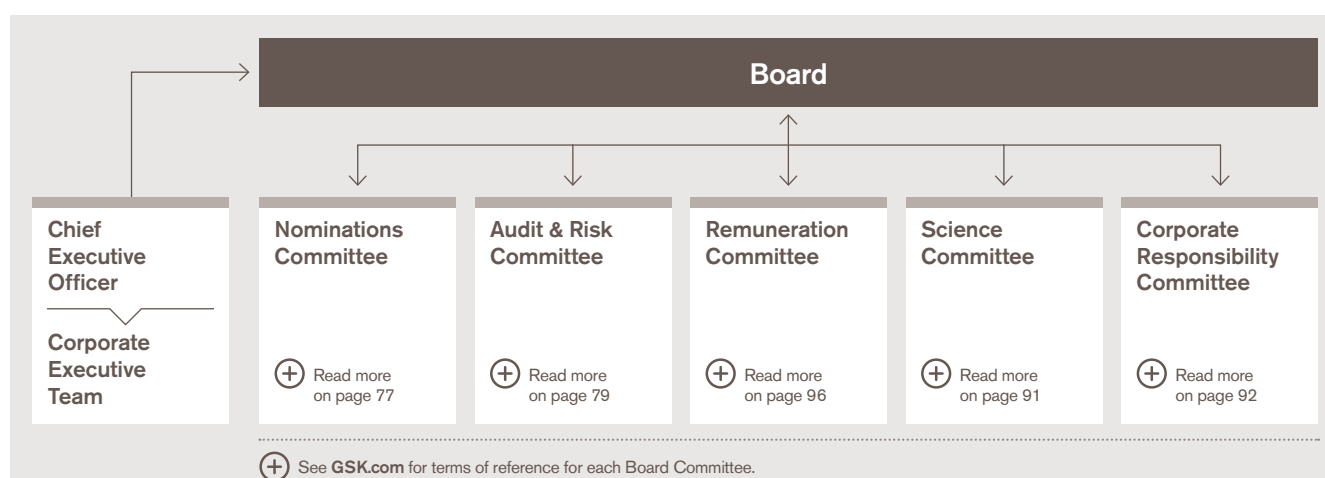 Board
Chief
Executive
Officer
Corporate
Executive
Team
Nominations
Committee
Read more
on page 77
Audit & Risk
Committee
Read more
on page 79
Remuneration
Committee
Read more
on page 96
Science
Committee
Read more
on page 91
Corporate
Responsibility
Committee
Read more
on page 92
See GSK.com for terms of reference for each Board Committee.